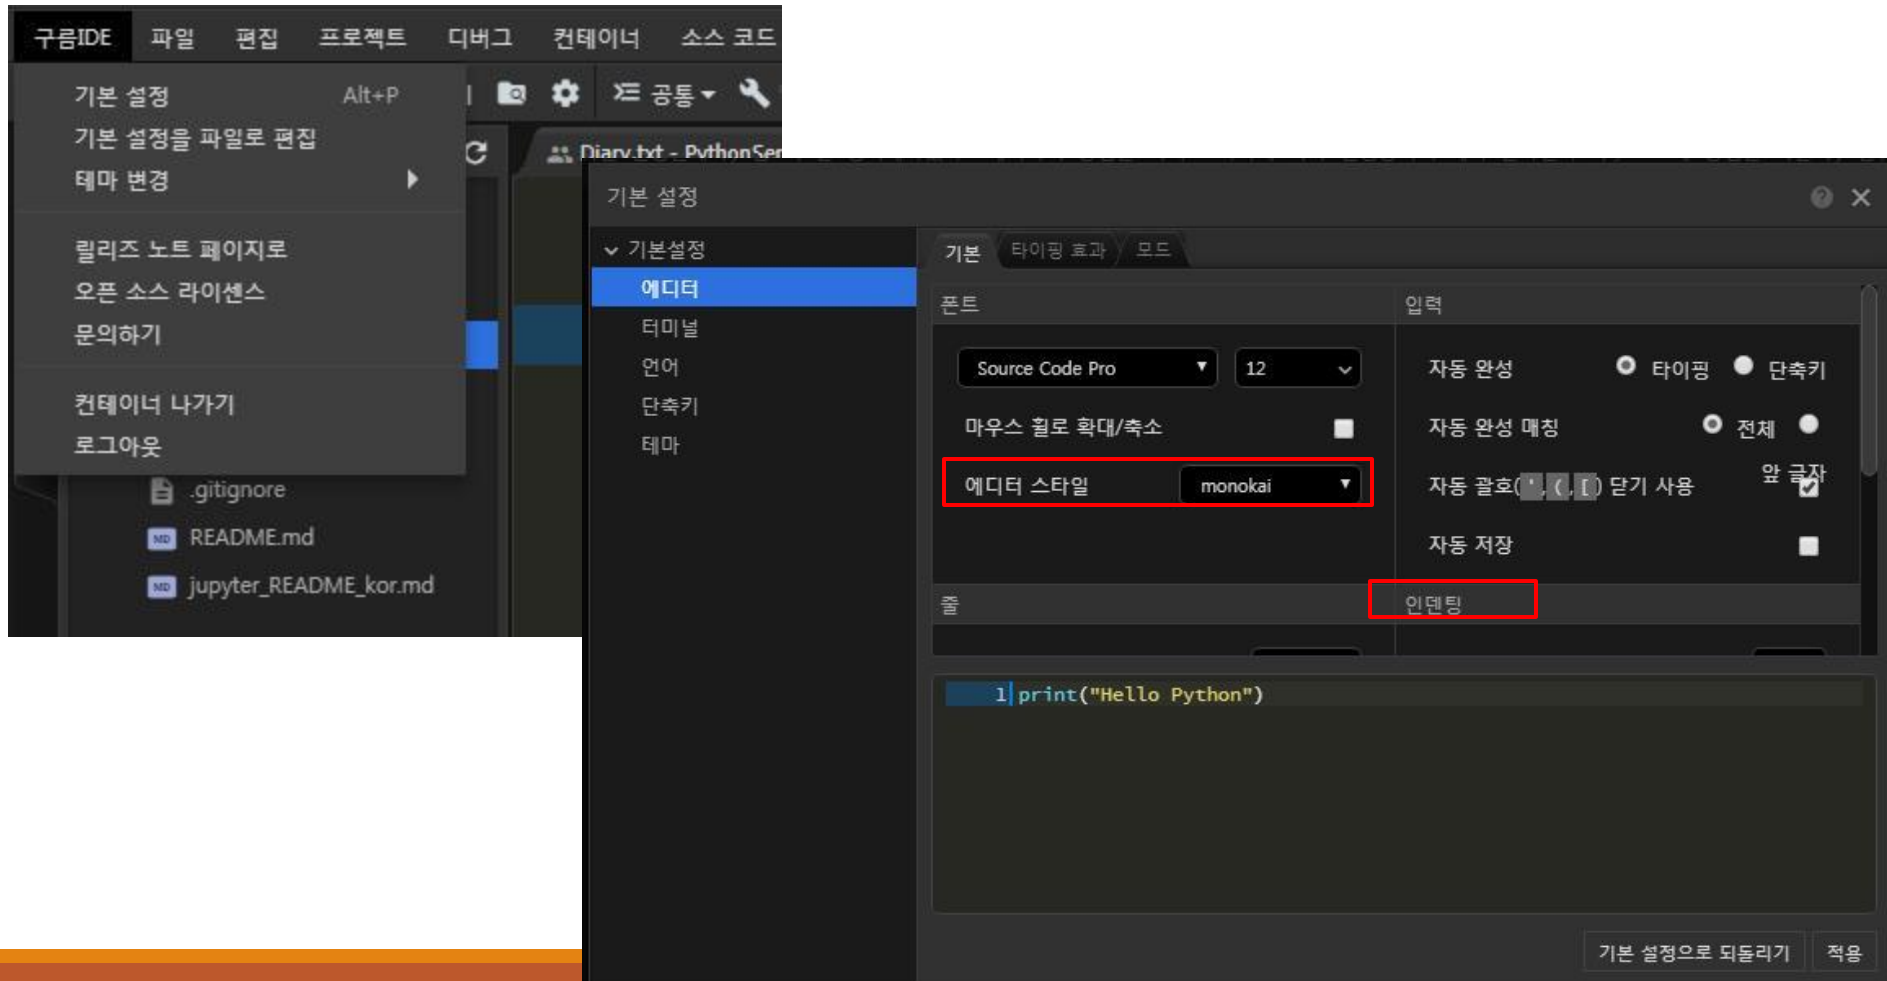 구름IDE 파일 편집 프로젝트 디버그 컨테이너 소스 코드
기본 설정 Alt+P
기본 설정을 파일로 편집
테마 변경
릴리즈 노트 페이지로
오픈 소스 라이센스
문의하기
컨테이너 나가기
로그아웃
공통
Diary.txt - PythonSer
.gitignore
README.md
jupyter_README_kor.md
기본 설정
기본설정
에디터
터미널
언어
단축키
테마
기본 타이핑 효과 모드
폰트
Source Code Pro 12
마우스 휠로 확대/축소
에디터 스타일 monokai
줄
입력
자동 완성 타이핑 단축키
자동 완성 매칭 전체
앞 글자
자동 괄호(',(,[) 닫기 사용
자동 저장
인덴팅
1 print("Hello Python")
기본 설정으로 되돌리기 적용